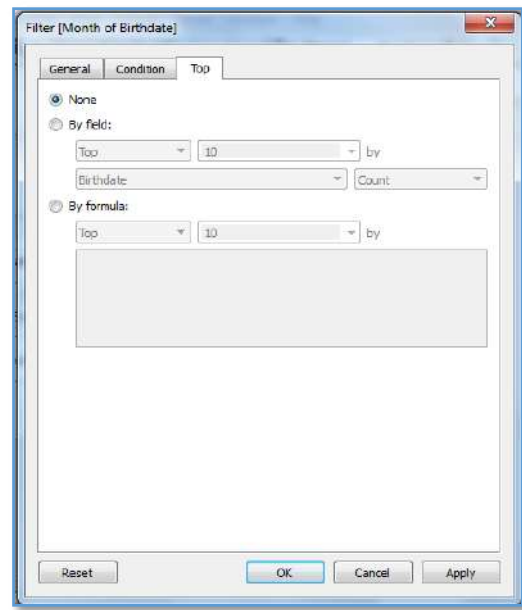 Filter [Month of Birthdate]
General Condition Top
None
By field:
Top 10 by
Birthdate Count
By formula:
Top 10 by
Reset OK Cancel Apply